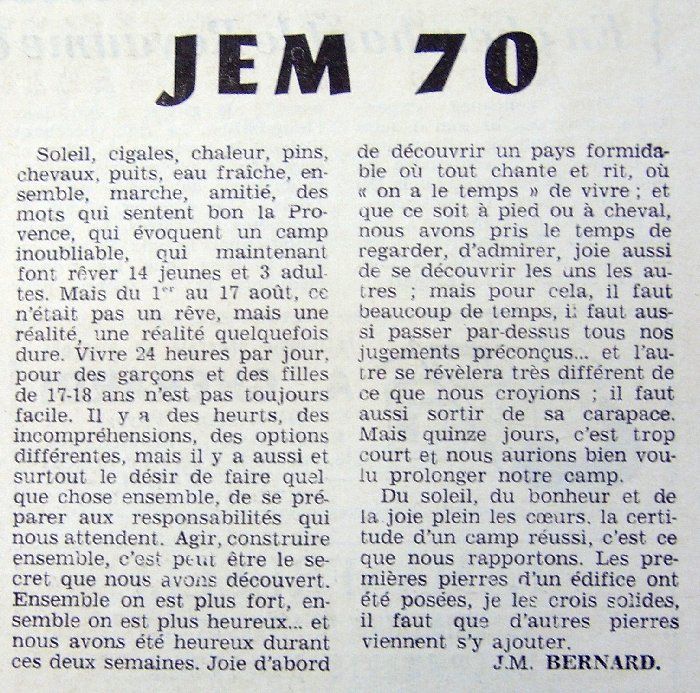 JEM 70
Soleil, cigales, chaleur, pins,
chevaux, puits, eau fraîche, en-
semble, marche, amitié, des
mots qui sentent bon la Pro-
vence, qui évoquent un camp
inoubliable, qui maintenant
font rêver 14 jeunes et 3 adul-
tes. Mais du 1er au 17 août, ce
n'était pas un rêve, mais une
réalité, une réalité quelquefois
dure. Vivre 24 heures par jour,
pour des garçons et des filles
de 17-18 ans n'est pas toujours
facile. Il y a des heurts, des
incompréhensions, des options
différentes, mais il y a aussi et
surtout le désir de faire quel
que chose ensemble, de se pré-
parer aux responsabilités qui
nous attendent. Agir, construire
ensemble, c'est peut être le se-
cret que nous avons découvert.
Ensemble on est plus fort, en-
semble on est plus heureux... et
nous avons été heureux durant
ces deux semaines. Joie d'abord
de découvrir un pays formida-
ble où tout chante et rit, où
« on a le temps » de vivre ; et
que ce soit à pied ou à cheval,
nous avons pris le temps de
regarder, d'admirer, joie aussi
de se découvrir les uns les au-
tres ; mais pour cela, il faut
beaucoup de temps, il faut aus-
si passer par-dessus tous nos
jugements préconçus... et l'au-
tre se révèlera très différent de
ce que nous croyions ; il faut
aussi sortir de sa carapace.
Mais quinze jours, c'est trop
court et nous aurions bien vou-
lu prolonger notre camp.
Du soleil, du bonheur et de
la joie plein les cœurs, la certi-
tude d'un camp réussi, c'est ce
que nous rapportons. Les pre-
mières pierres d'un édifice ont
été posées, je les crois solides,
il faut que d'autres pierres
viennent s'y ajouter.
J.M. BERNARD.